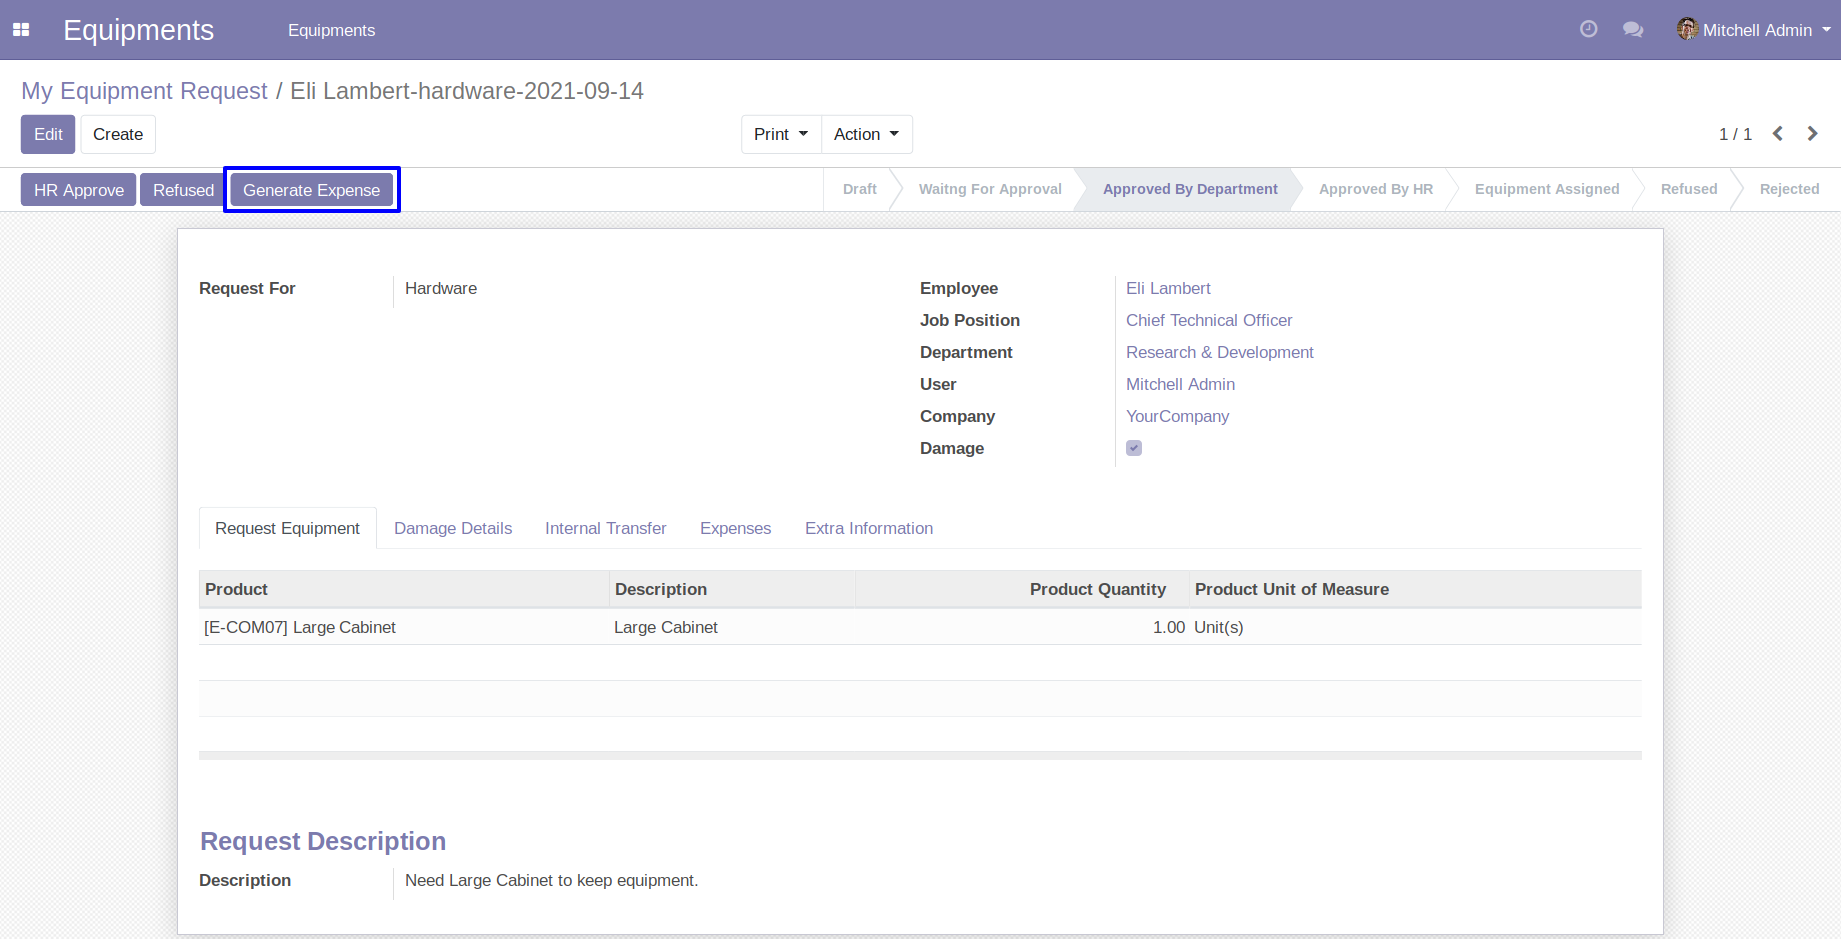 Equipments Equipments Mitchell Admin
My Equipment Request / Eli Lambert-hardware-2021-09-14
Edit Create Print Action 1 / 1
HR Approve Refused Generate Expense Draft Waitng For Approval Approved By Department Approved By HR Equipment Assigned Refused Rejected
Request For Hardware Employee Eli Lambert
Job Position Chief Technical Officer
Department Research & Development
User Mitchell Admin
Company YourCompany
Damage
Request Equipment Damage Details Internal Transfer Expenses Extra Information
Product Description Product Quantity Product Unit of Measure
[E-COM07] Large Cabinet Large Cabinet 1.00 Unit(s)
Request Description
Description Need Large Cabinet to keep equipment.